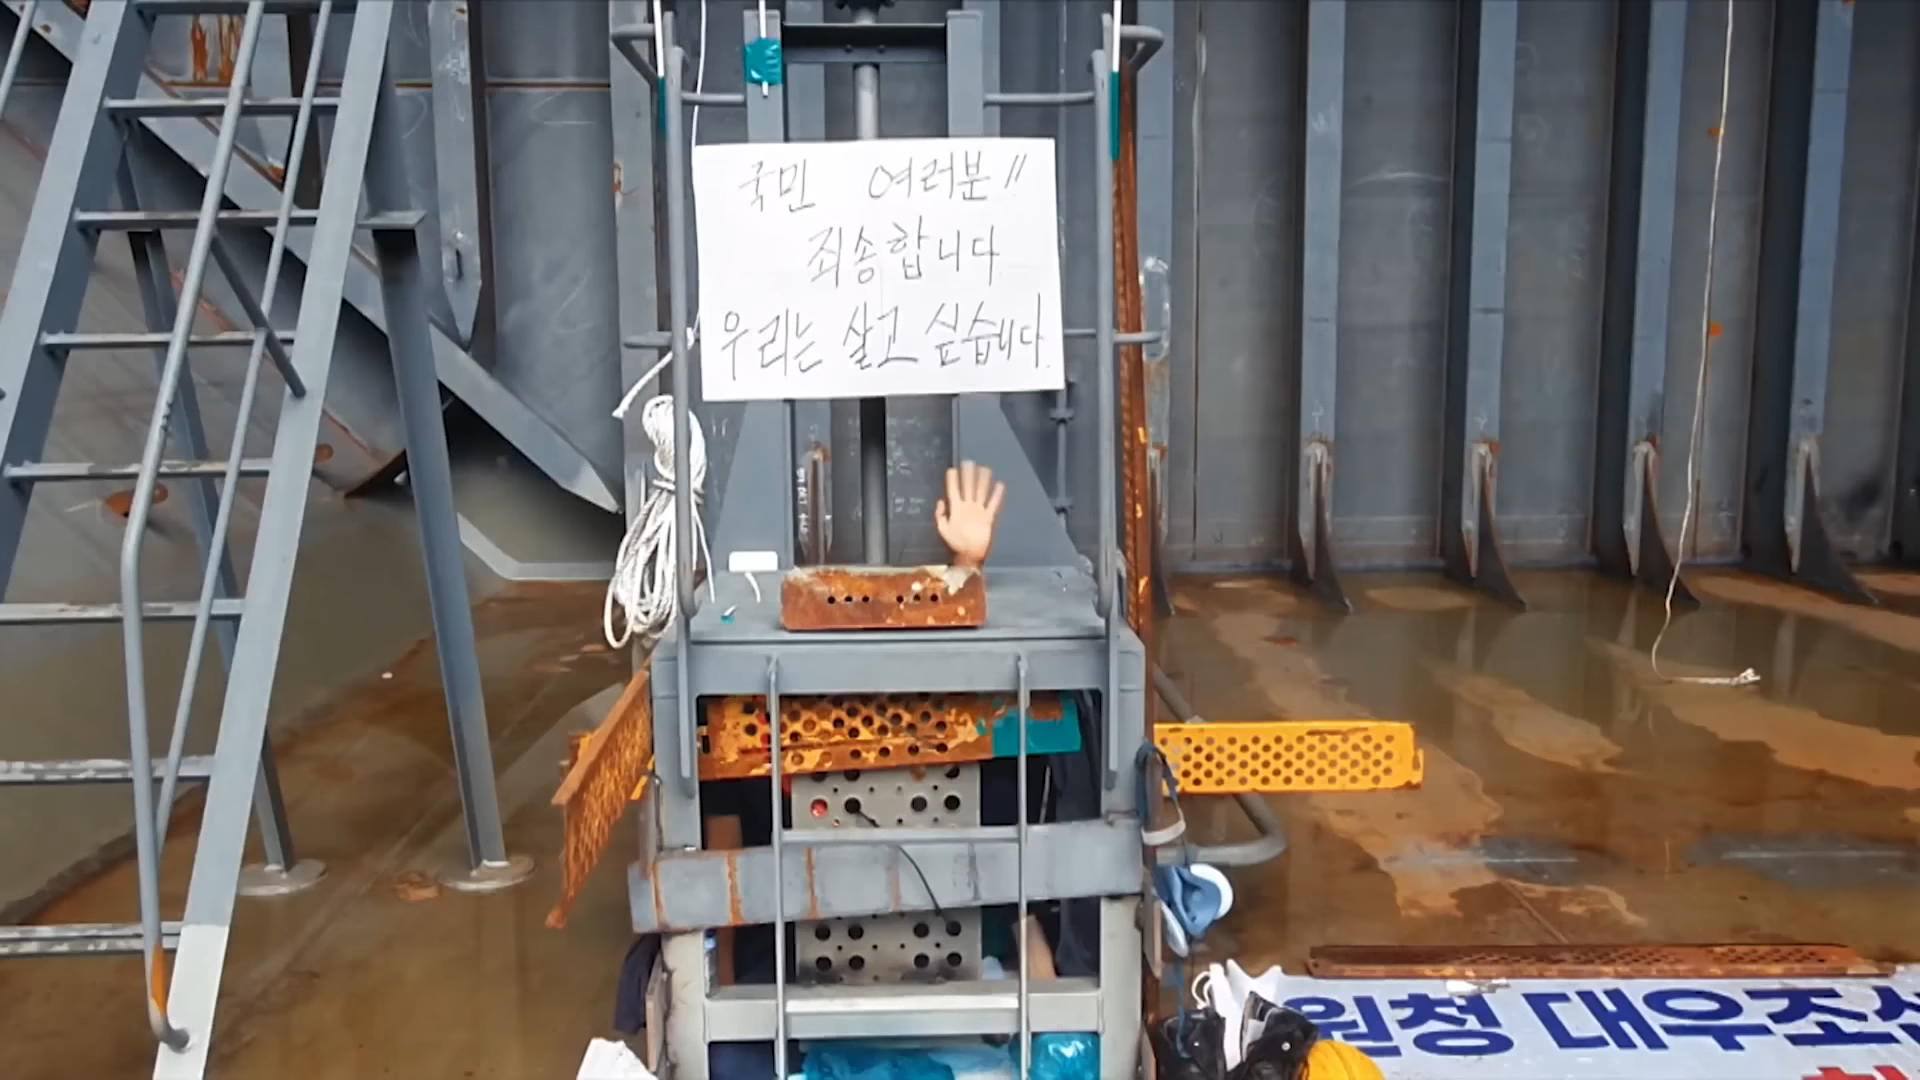 국민 여러분!!
죄송합니다
우리는 살고 싶습니다.
원청 대우조선